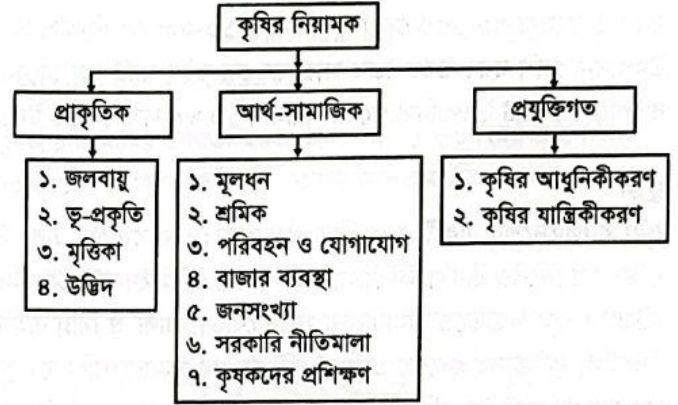 কৃষির নিয়ামক
প্রাকৃতিক
১. জলবায়ু
২. ভূ-প্রকৃতি
৩. মৃত্তিকা
৪. উদ্ভিদ
আর্থ-সামাজিক
১. মূলধন
২. শ্রমিক
৩. পরিবহন ও যোগাযোগ
৪. বাজার ব্যবস্থা
৫. জনসংখ্যা
৬. সরকারি নীতিমালা
৭. কৃষকদের প্রশিক্ষণ
প্রযুক্তিগত
১. কৃষির আধুনিকীকরণ
২. কৃষির যান্ত্রিকীকরণ